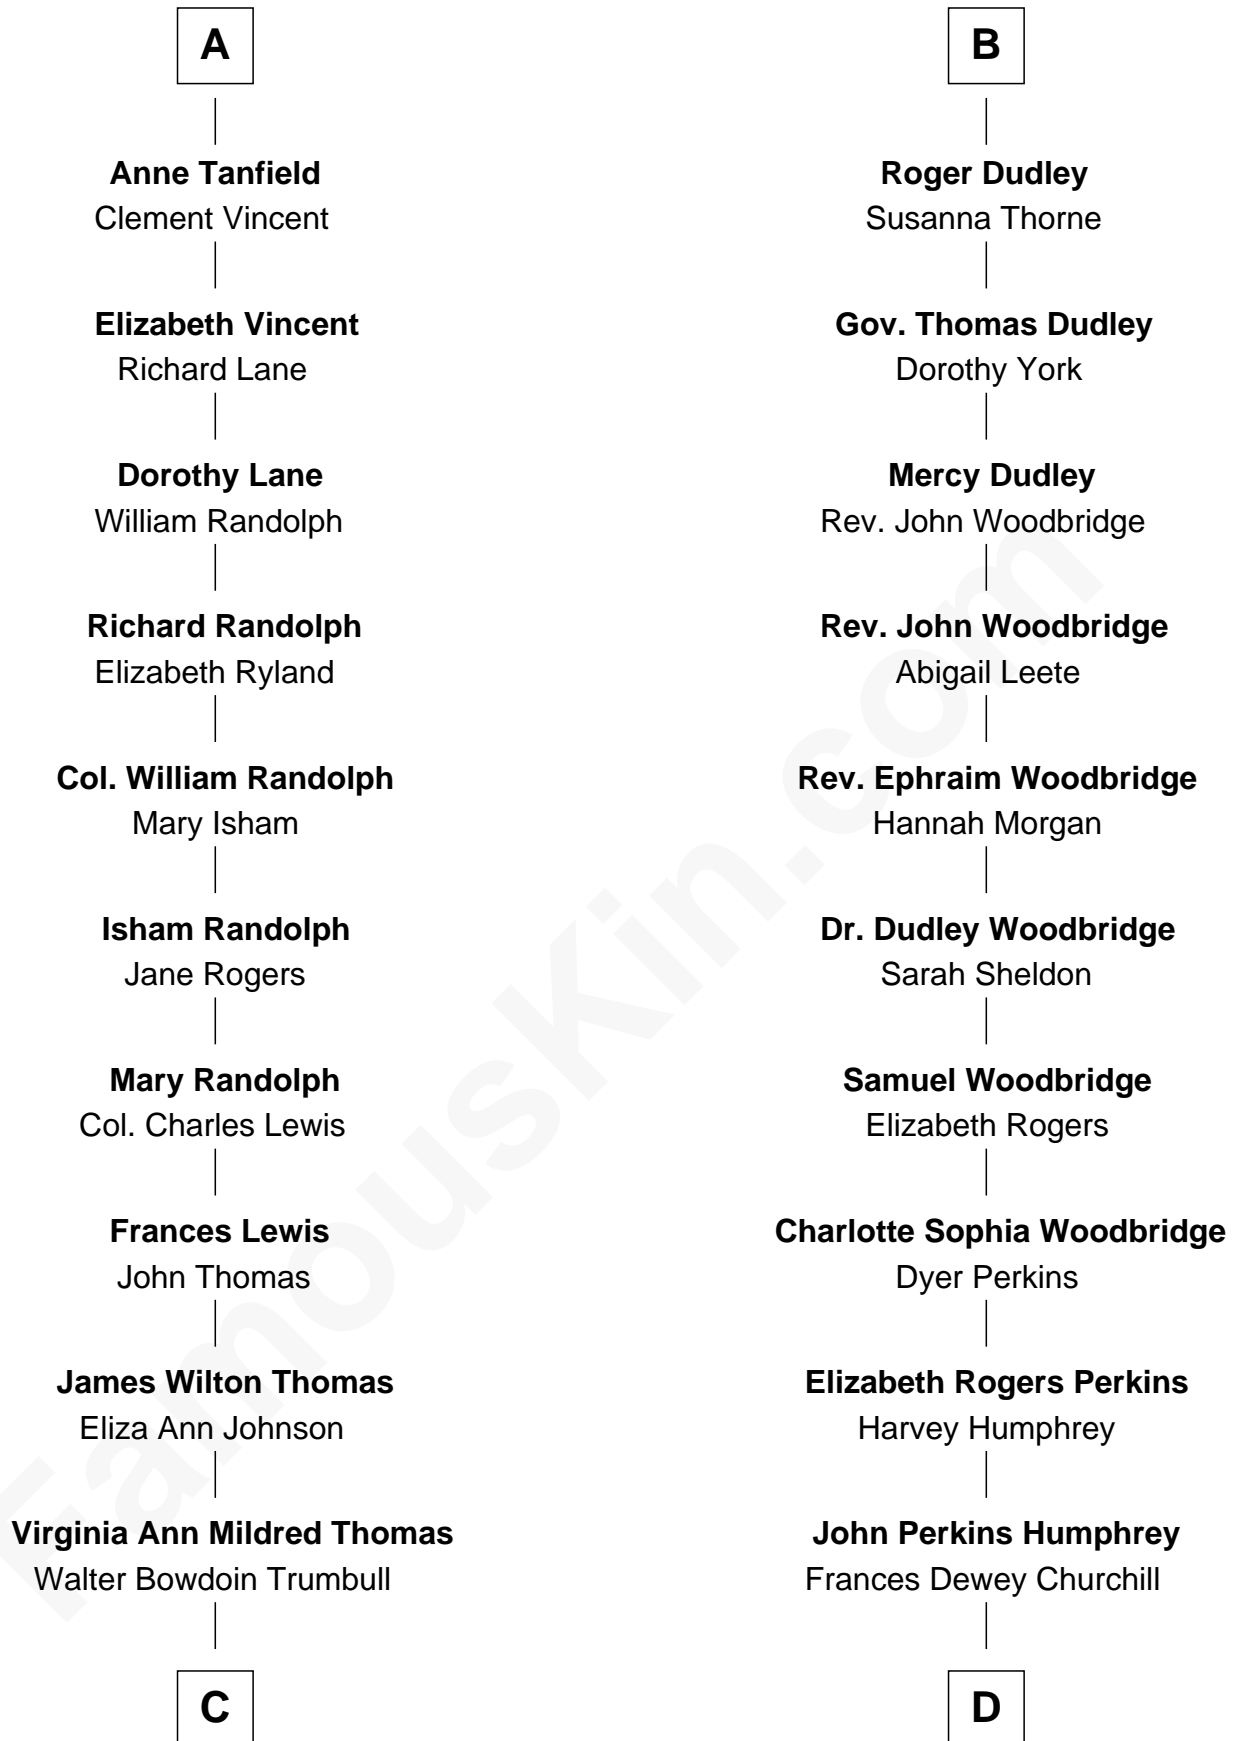 A
Anne Tanfield
Clement Vincent
Elizabeth Vincent
Richard Lane
Dorothy Lane
William Randolph
Richard Randolph
Elizabeth Ryland
Col. William Randolph
Mary Isham
Isham Randolph
Jane Rogers
Mary Randolph
Col. Charles Lewis
Frances Lewis
John Thomas
James Wilton Thomas
Eliza Ann Johnson
Virginia Ann Mildred Thomas
Walter Bowdoin Trumbull
C
B
Roger Dudley
Susanna Thorne
Gov. Thomas Dudley
Dorothy York
Mercy Dudley
Rev. John Woodbridge
Rev. John Woodbridge
Abigail Leete
Rev. Ephraim Woodbridge
Hannah Morgan
Dr. Dudley Woodbridge
Sarah Sheldon
Samuel Woodbridge
Elizabeth Rogers
Charlotte Sophia Woodbridge
Dyer Perkins
Elizabeth Rogers Perkins
Harvey Humphrey
John Perkins Humphrey
Frances Dewey Churchill
D
FamousKin.com